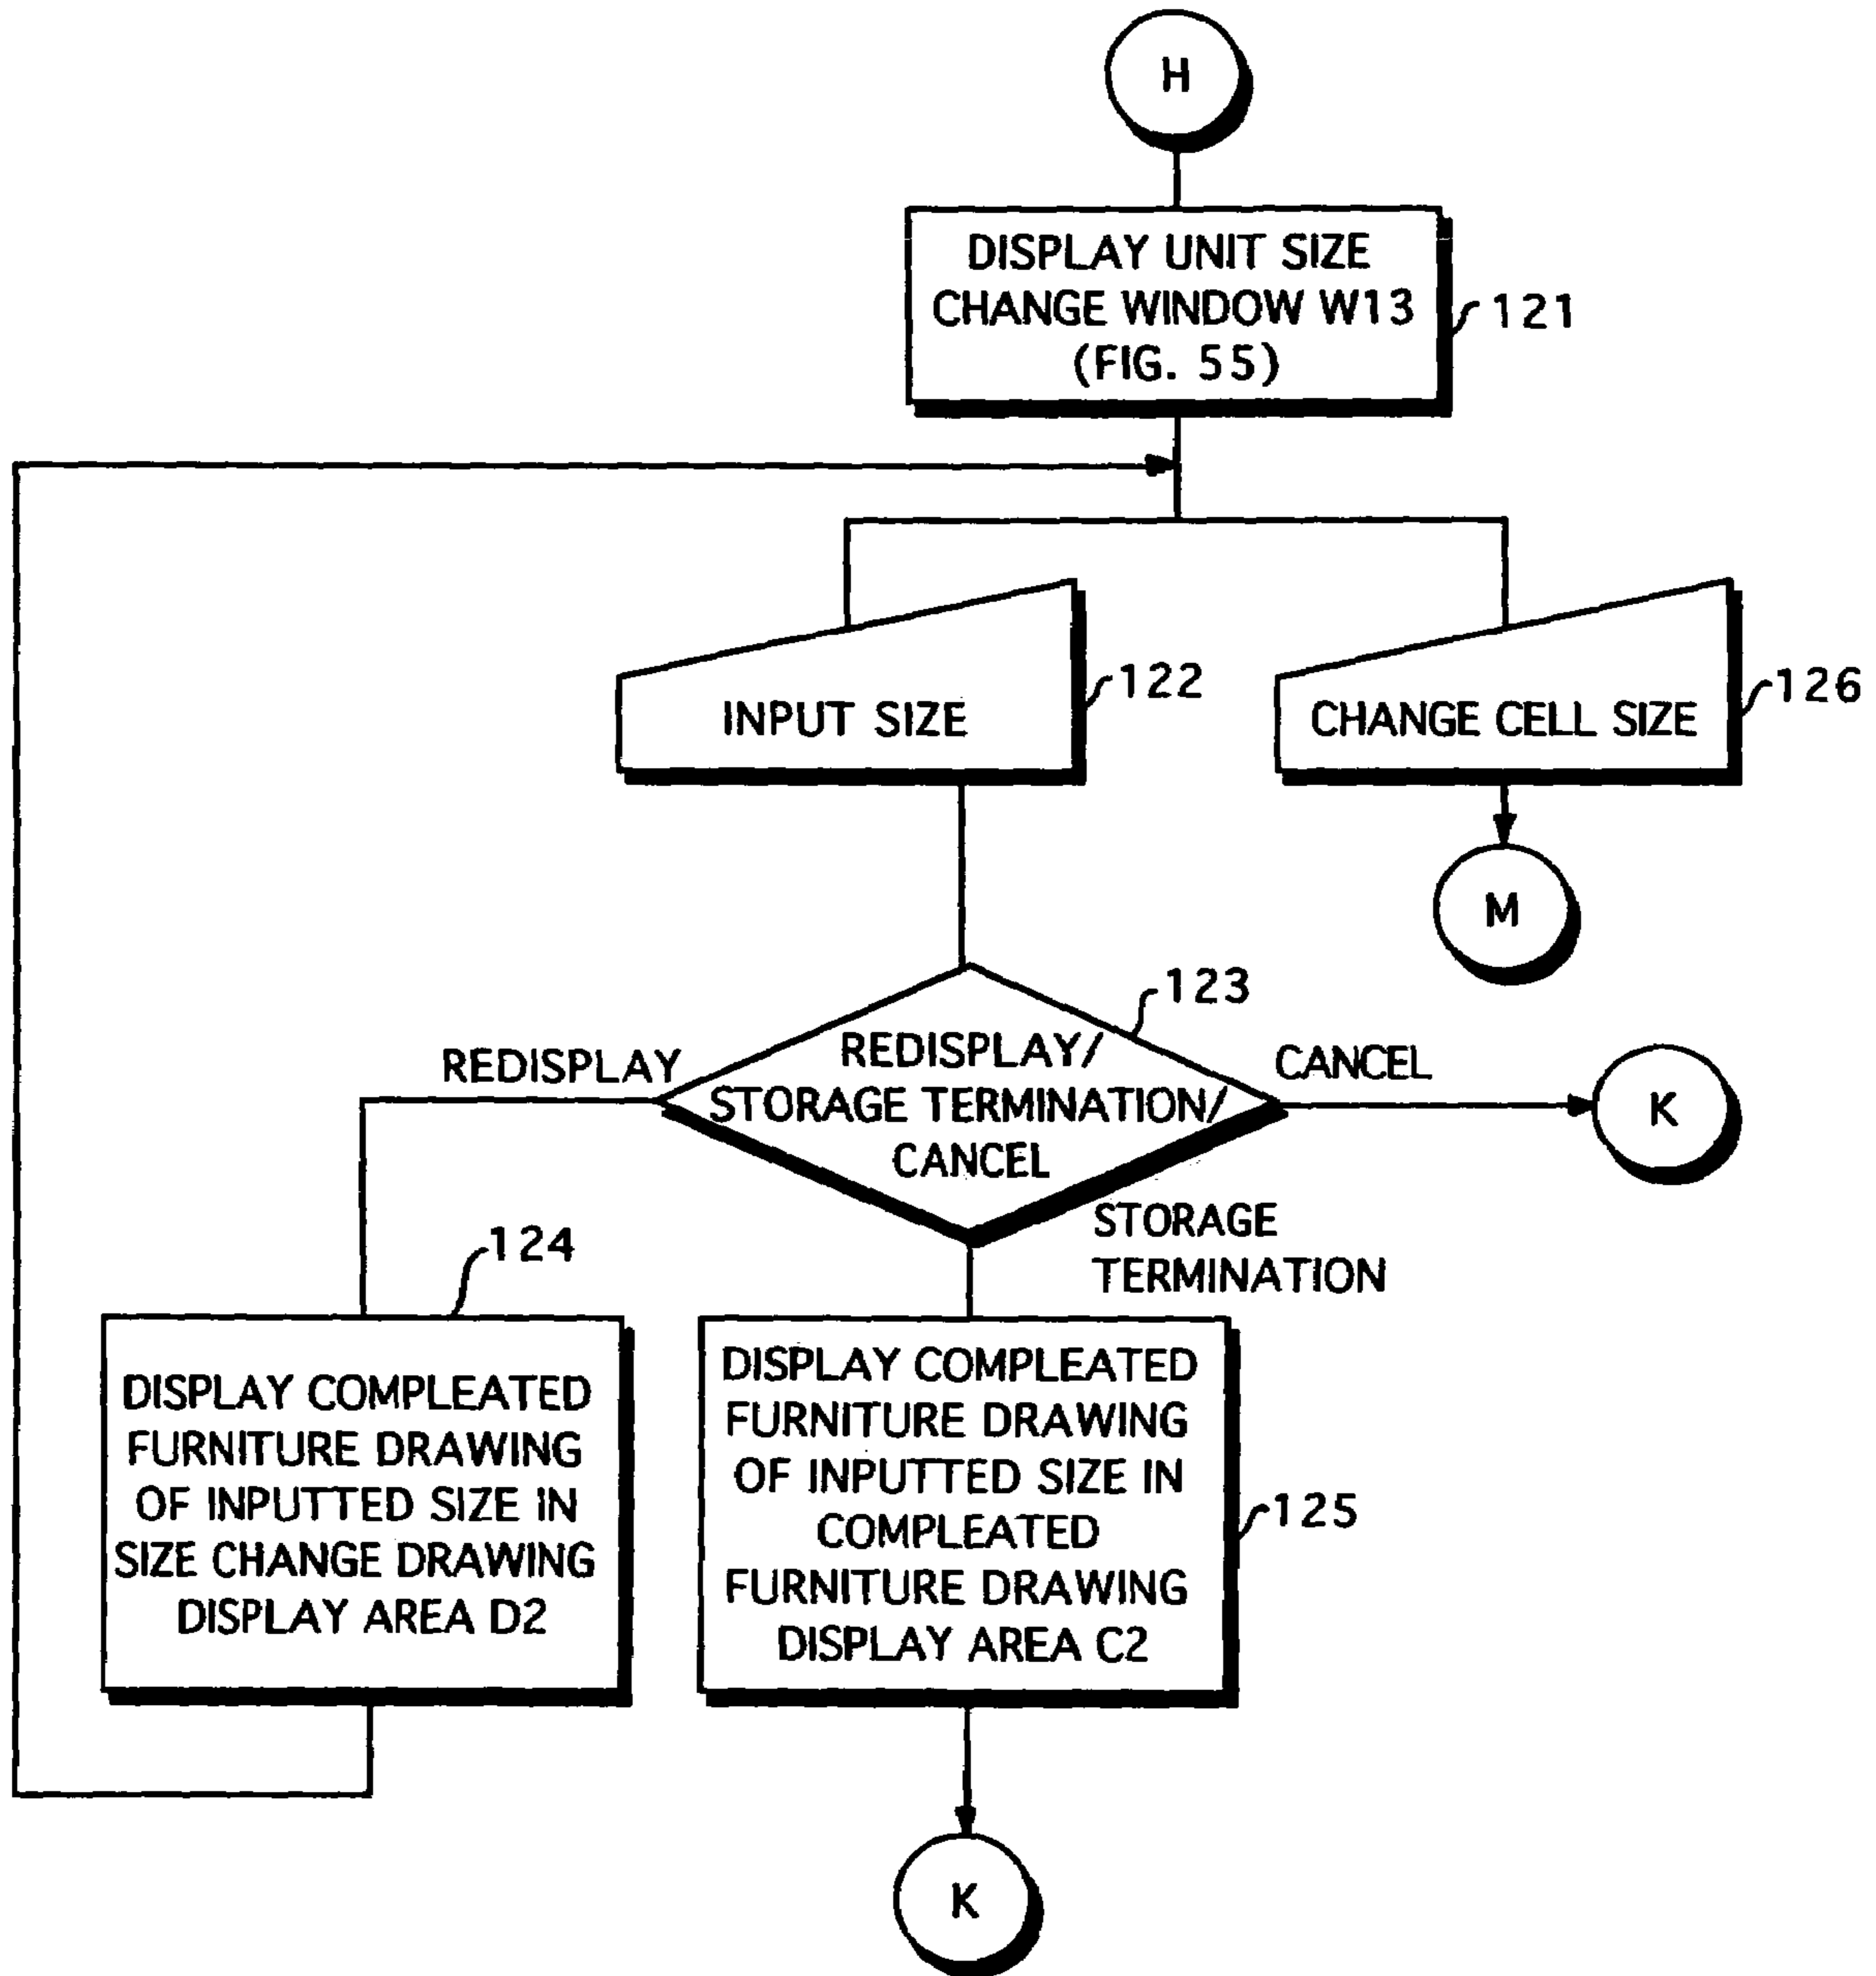 H
DISPLAY UNIT SIZE
CHANGE WINDOW W13
(FIG. 55)
121
INPUT SIZE
122
CHANGE CELL SIZE
126
M
123
REDISPLAY/
STORAGE TERMINATION/
CANCEL
REDISPLAY
CANCEL
K
STORAGE
TERMINATION
124
DISPLAY COMPLEATED
FURNITURE DRAWING
OF INPUTTED SIZE IN
SIZE CHANGE DRAWING
DISPLAY AREA D2
DISPLAY COMPLEATED
FURNITURE DRAWING
OF INPUTTED SIZE IN
COMPLEATED
FURNITURE DRAWING
DISPLAY AREA C2
125
K